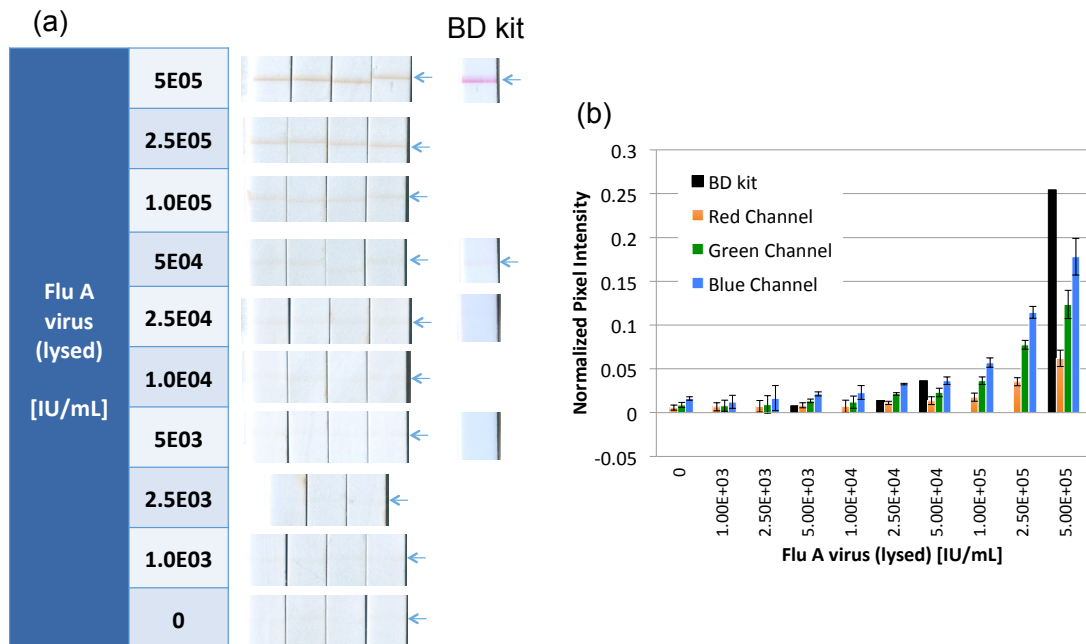 (a)
BD kit
Flu A
virus
(lysed)
[IU/mL]
5E05
2.5E05
1.0E05
5E04
2.5E04
1.0E04
5E03
2.5E03
1.0E03
0
(b)
0.3
0.25
0.2
0.15
0.1
0.05
0
-0.05
Normalized Pixel Intensity
BD kit
Red Channel
Green Channel
Blue Channel
0
1.00E+03
2.50E+03
5.00E+03
1.00E+04
2.50E+04
5.00E+04
1.00E+05
2.50E+05
5.00E+05
Flu A virus (lysed) [IU/mL]